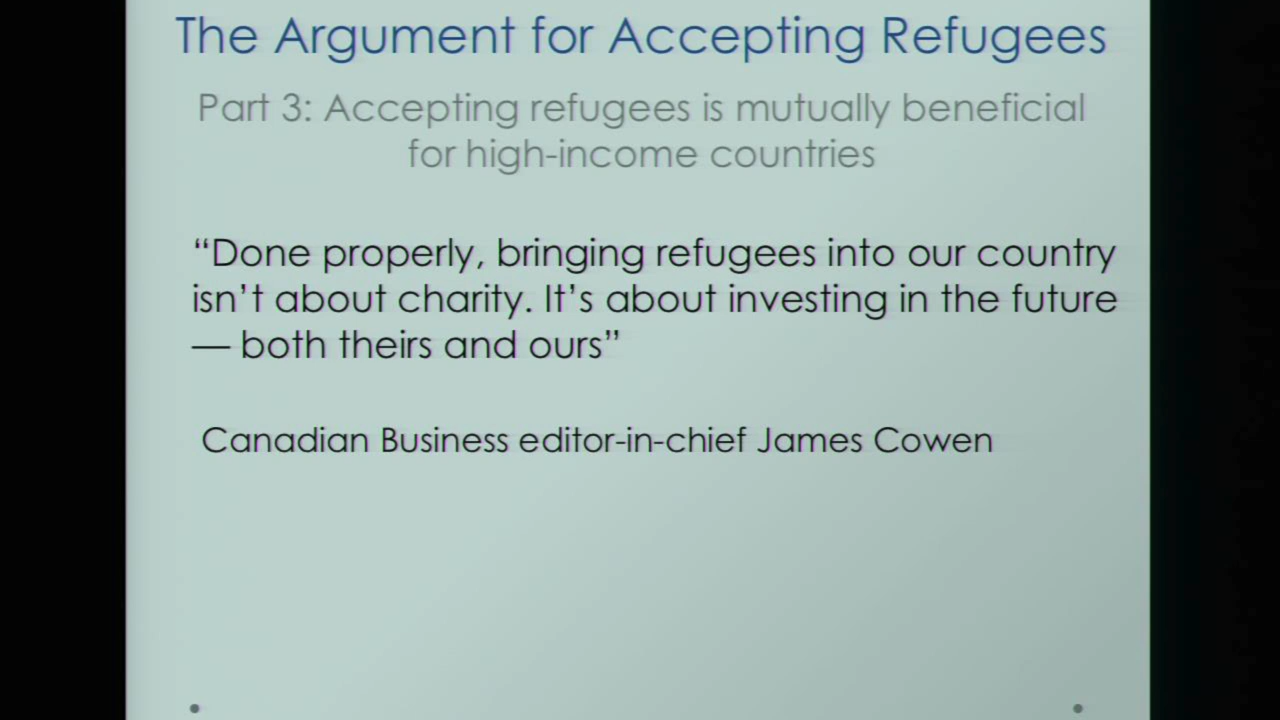 The Argument for Accepting Refugees
Part 3: Accepting refugees is mutually beneficial
for high-income countries
“Done properly, bringing refugees into our country
isn’t about charity. It’s about investing in the future
— both theirs and ours”
Canadian Business editor-in-chief James Cowen